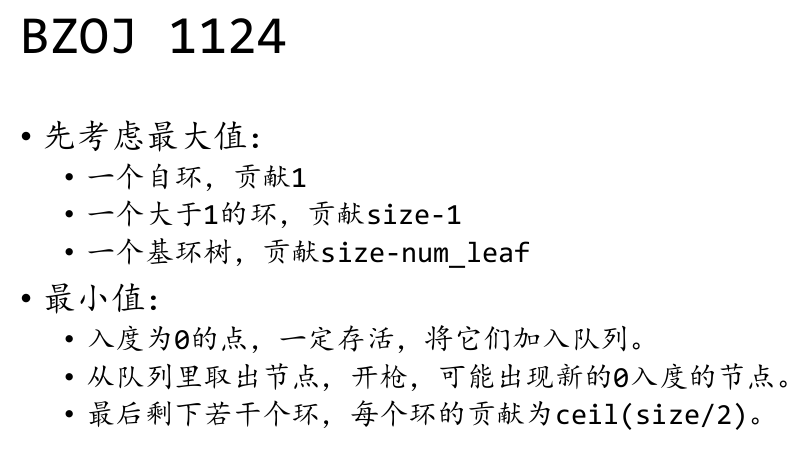 BZOJ 1124
• 先考虑最大值：
• 一个自环，贡献1
• 一个大于1的环，贡献size-1
• 一个基环树，贡献size-num_leaf
• 最小值：
• 入度为0的点，一定存活，将它们加入队列。
• 从队列里取出节点，开枪，可能出现新的0入度的节点。
• 最后剩下若干个环，每个环的贡献为ceil(size/2)。